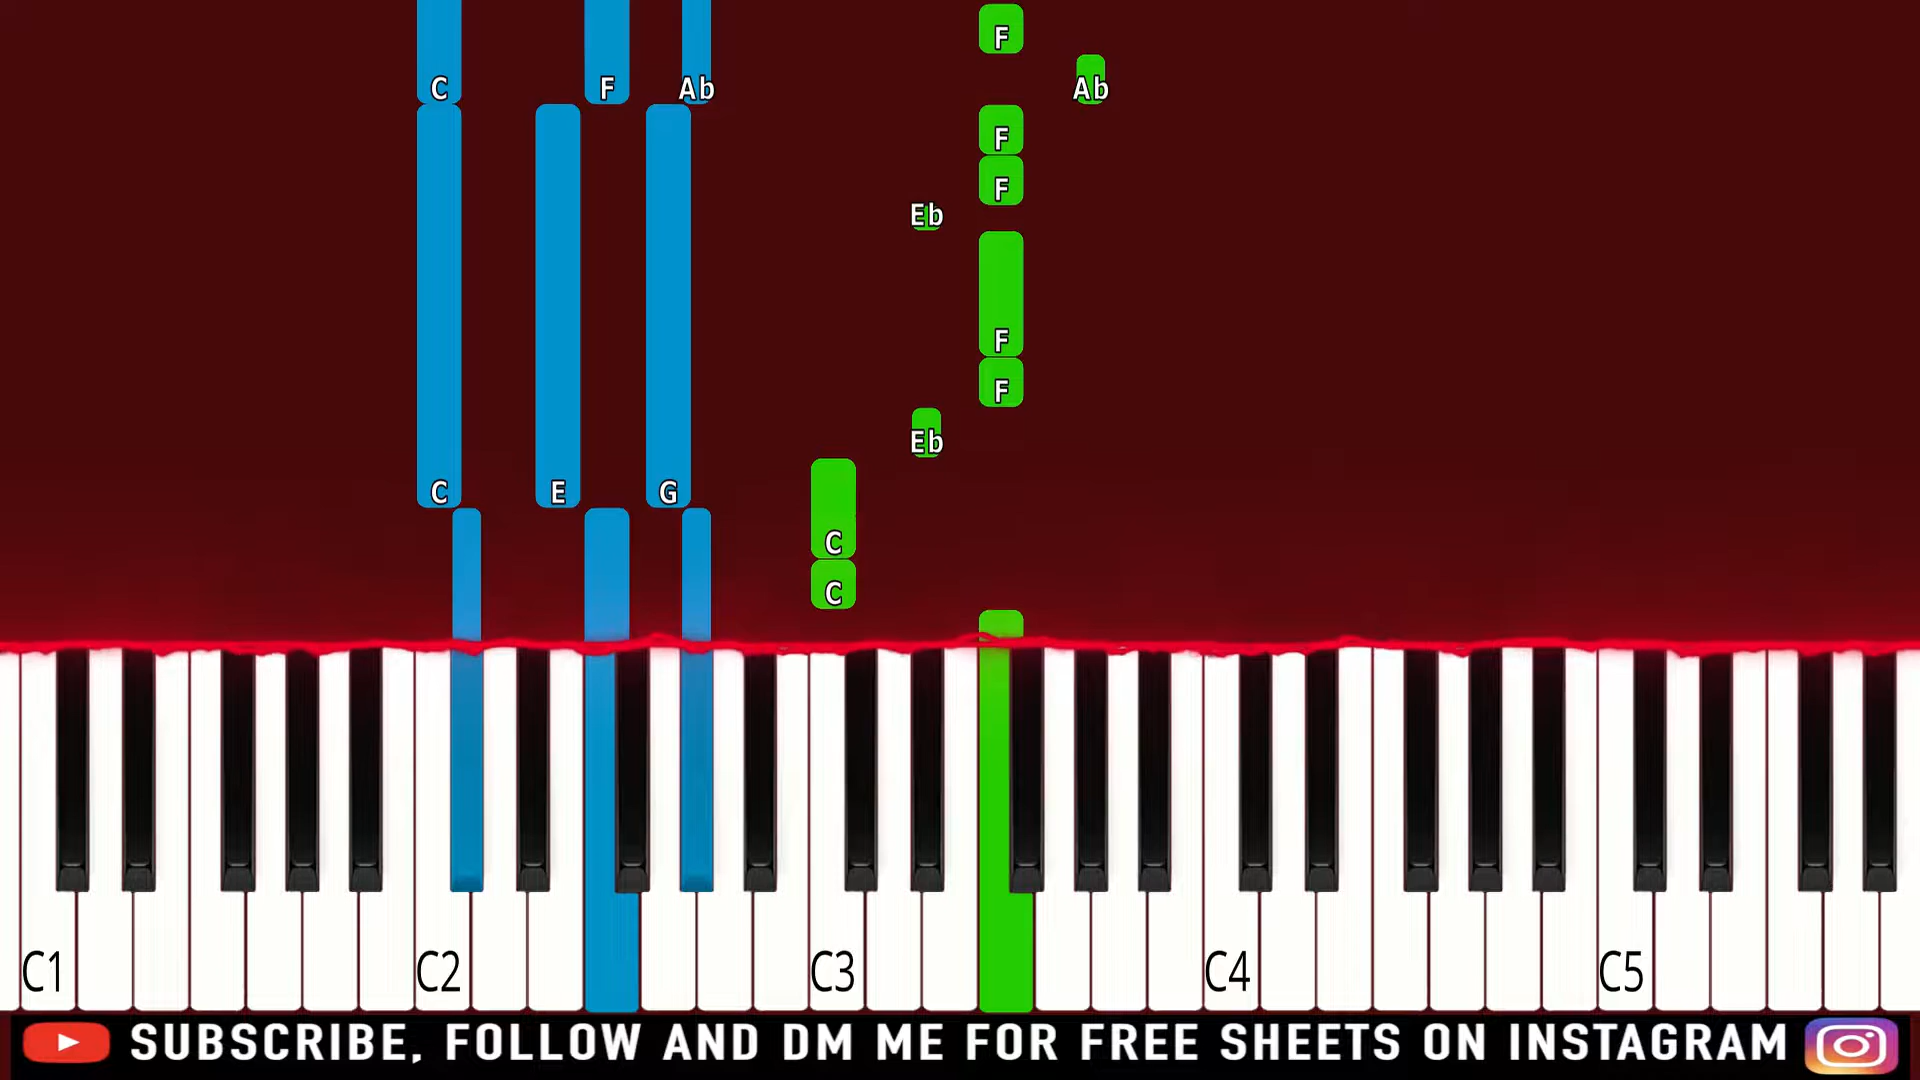 F
C F Ab Ab
F
F
Eb
F
F
Eb
C E G
C
C
C1 C2 C3 C4 C5
SUBSCRIBE, FOLLOW AND DM ME FOR FREE SHEETS ON INSTAGRAM